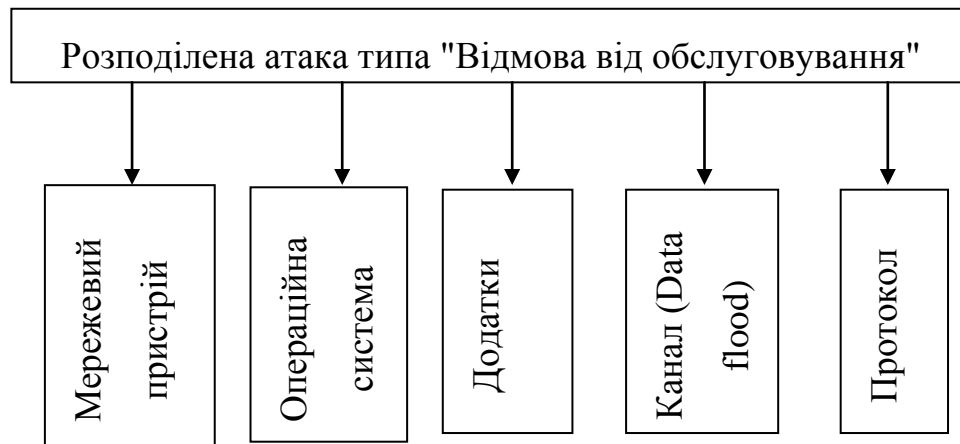 Розподілена атака типа "Відмова від обслуговування"
Мережевий
пристрій
Операційна
система
Додатки
Канал (Data
flood)
Протокол